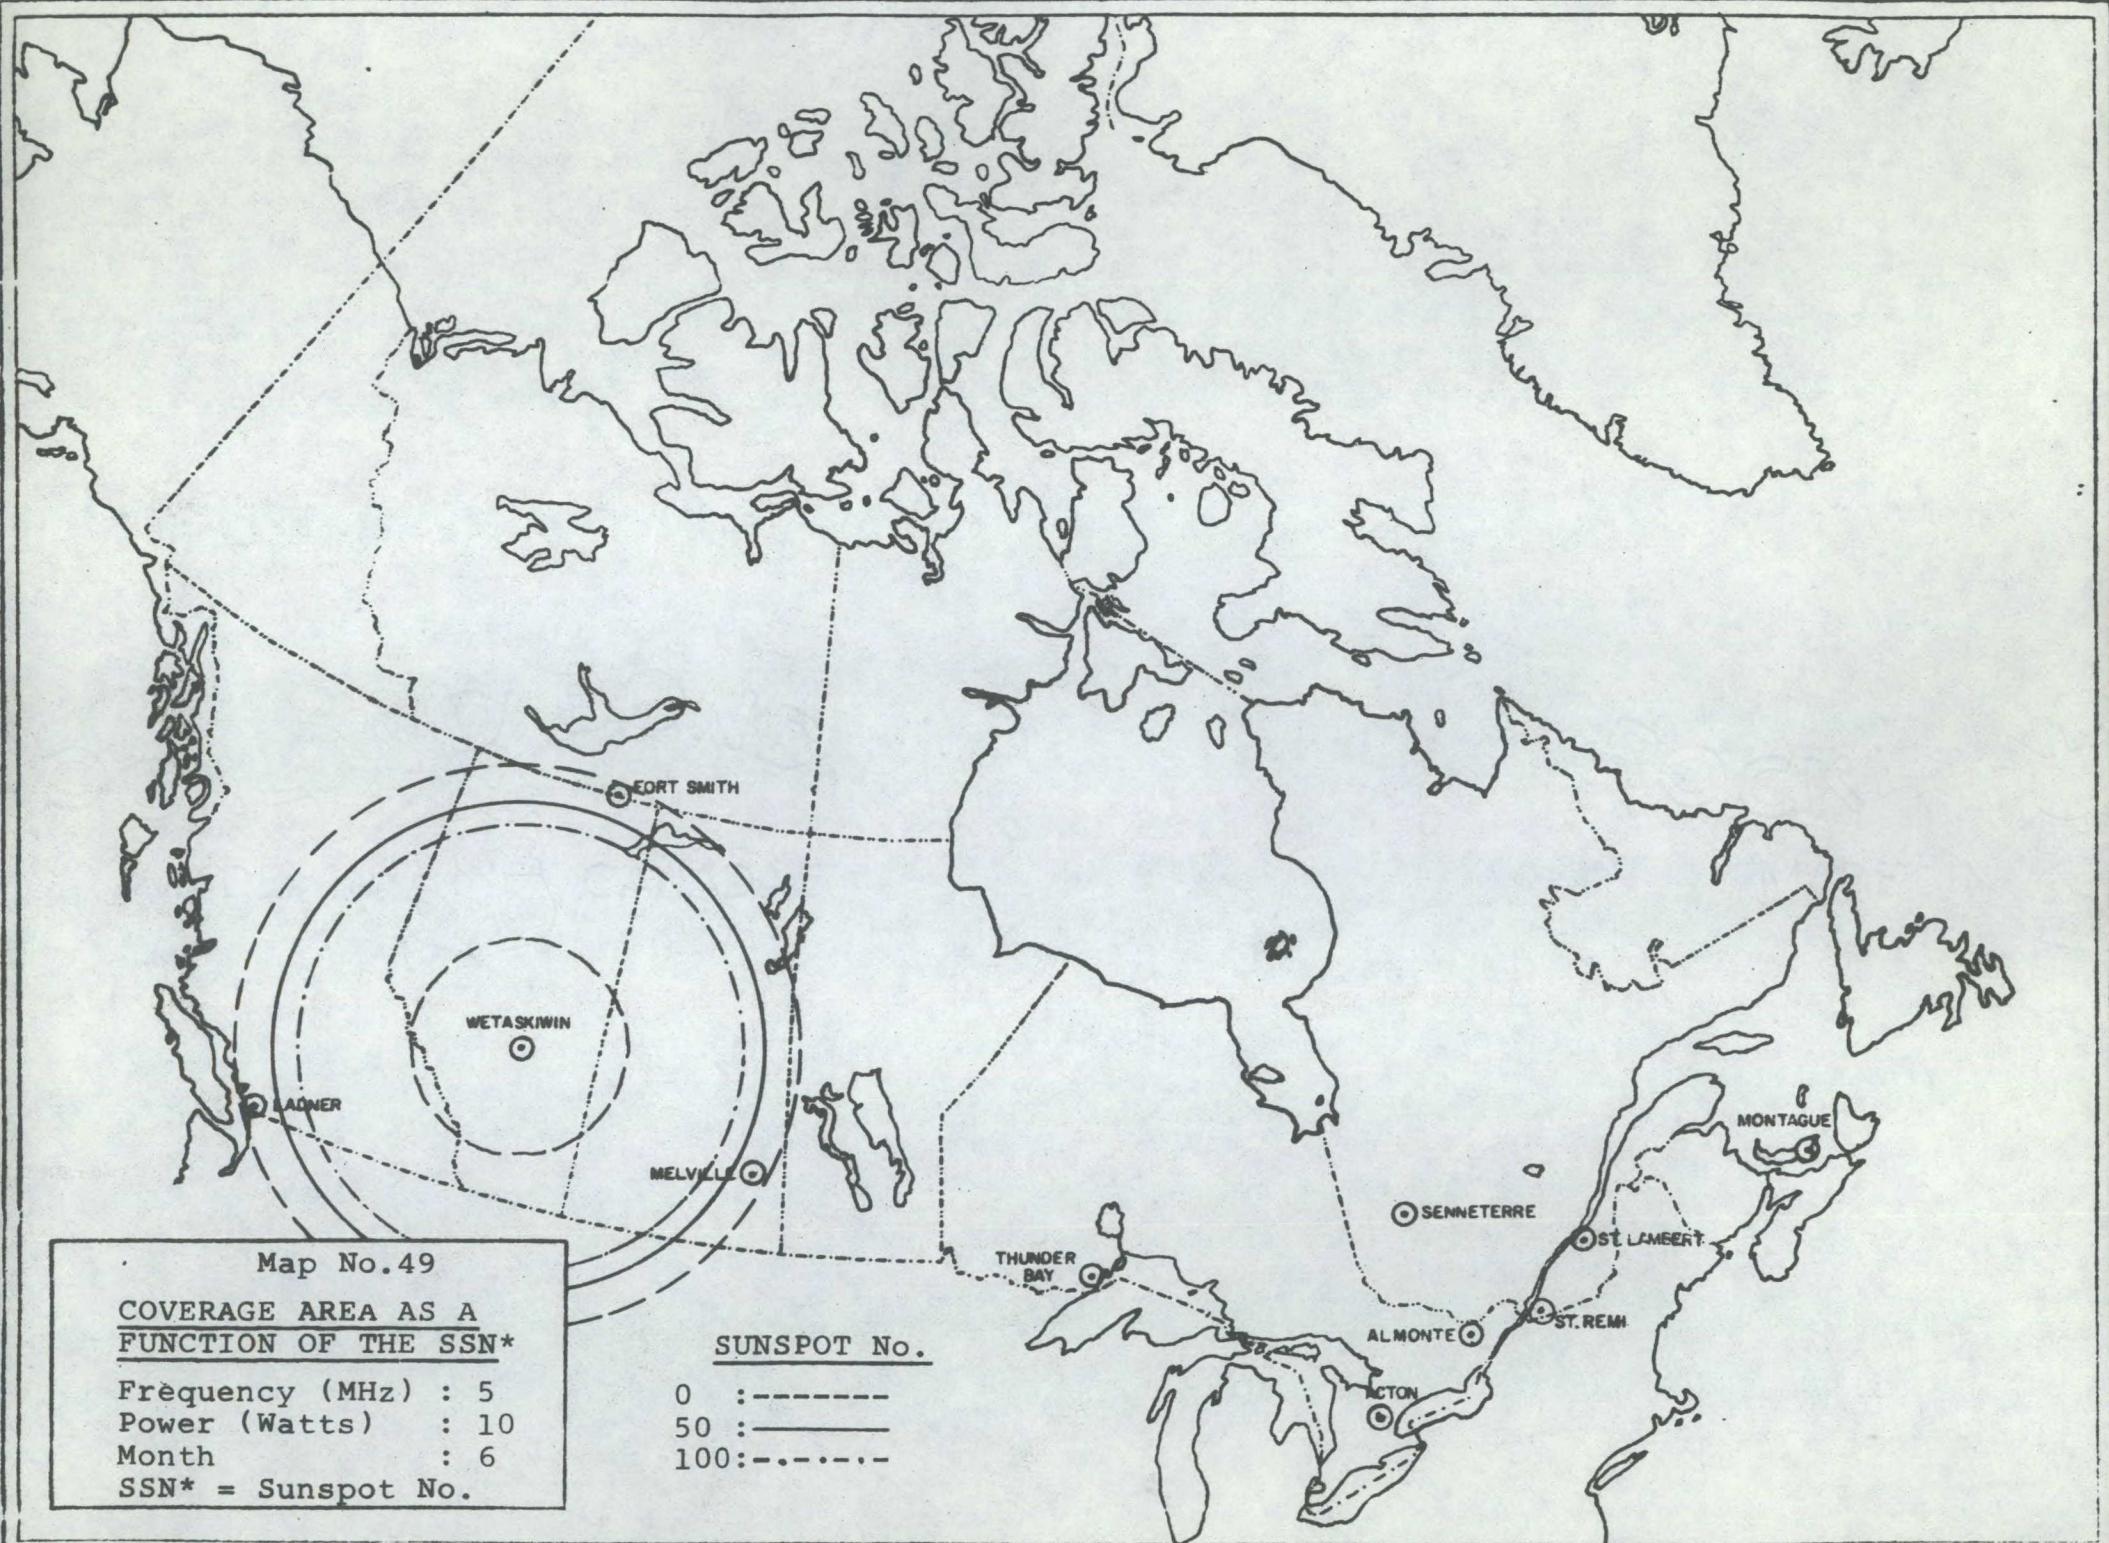 FORT SMITH
WETASKIWIN
LADNER
MELVILLE
MONTAGUE
SENNETERRE
ST. LAMBERT
THUNDER
BAY
ST. REMI
ALMONTE
ACTON
Map No.49
COVERAGE AREA AS A
FUNCTION OF THE SSN*
Frequency (MHz) : 5
Power (Watts) : 10
Month : 6
SSN* = Sunspot No.
SUNSPOT No.
0 :
50 :
100: